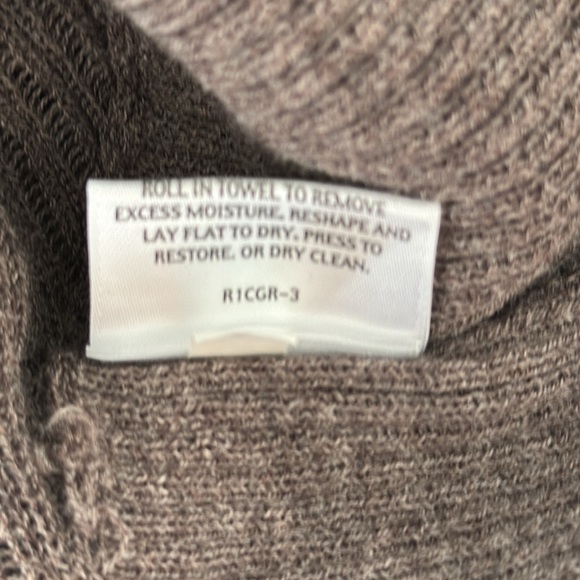 ROLL IN TOWEL TO REMOVE
EXCESS MOISTURE, RESHAPE AND
LAY FLAT TO DRY. PRESS TO
RESTORE. OR DRY CLEAN.
R1CGR-3